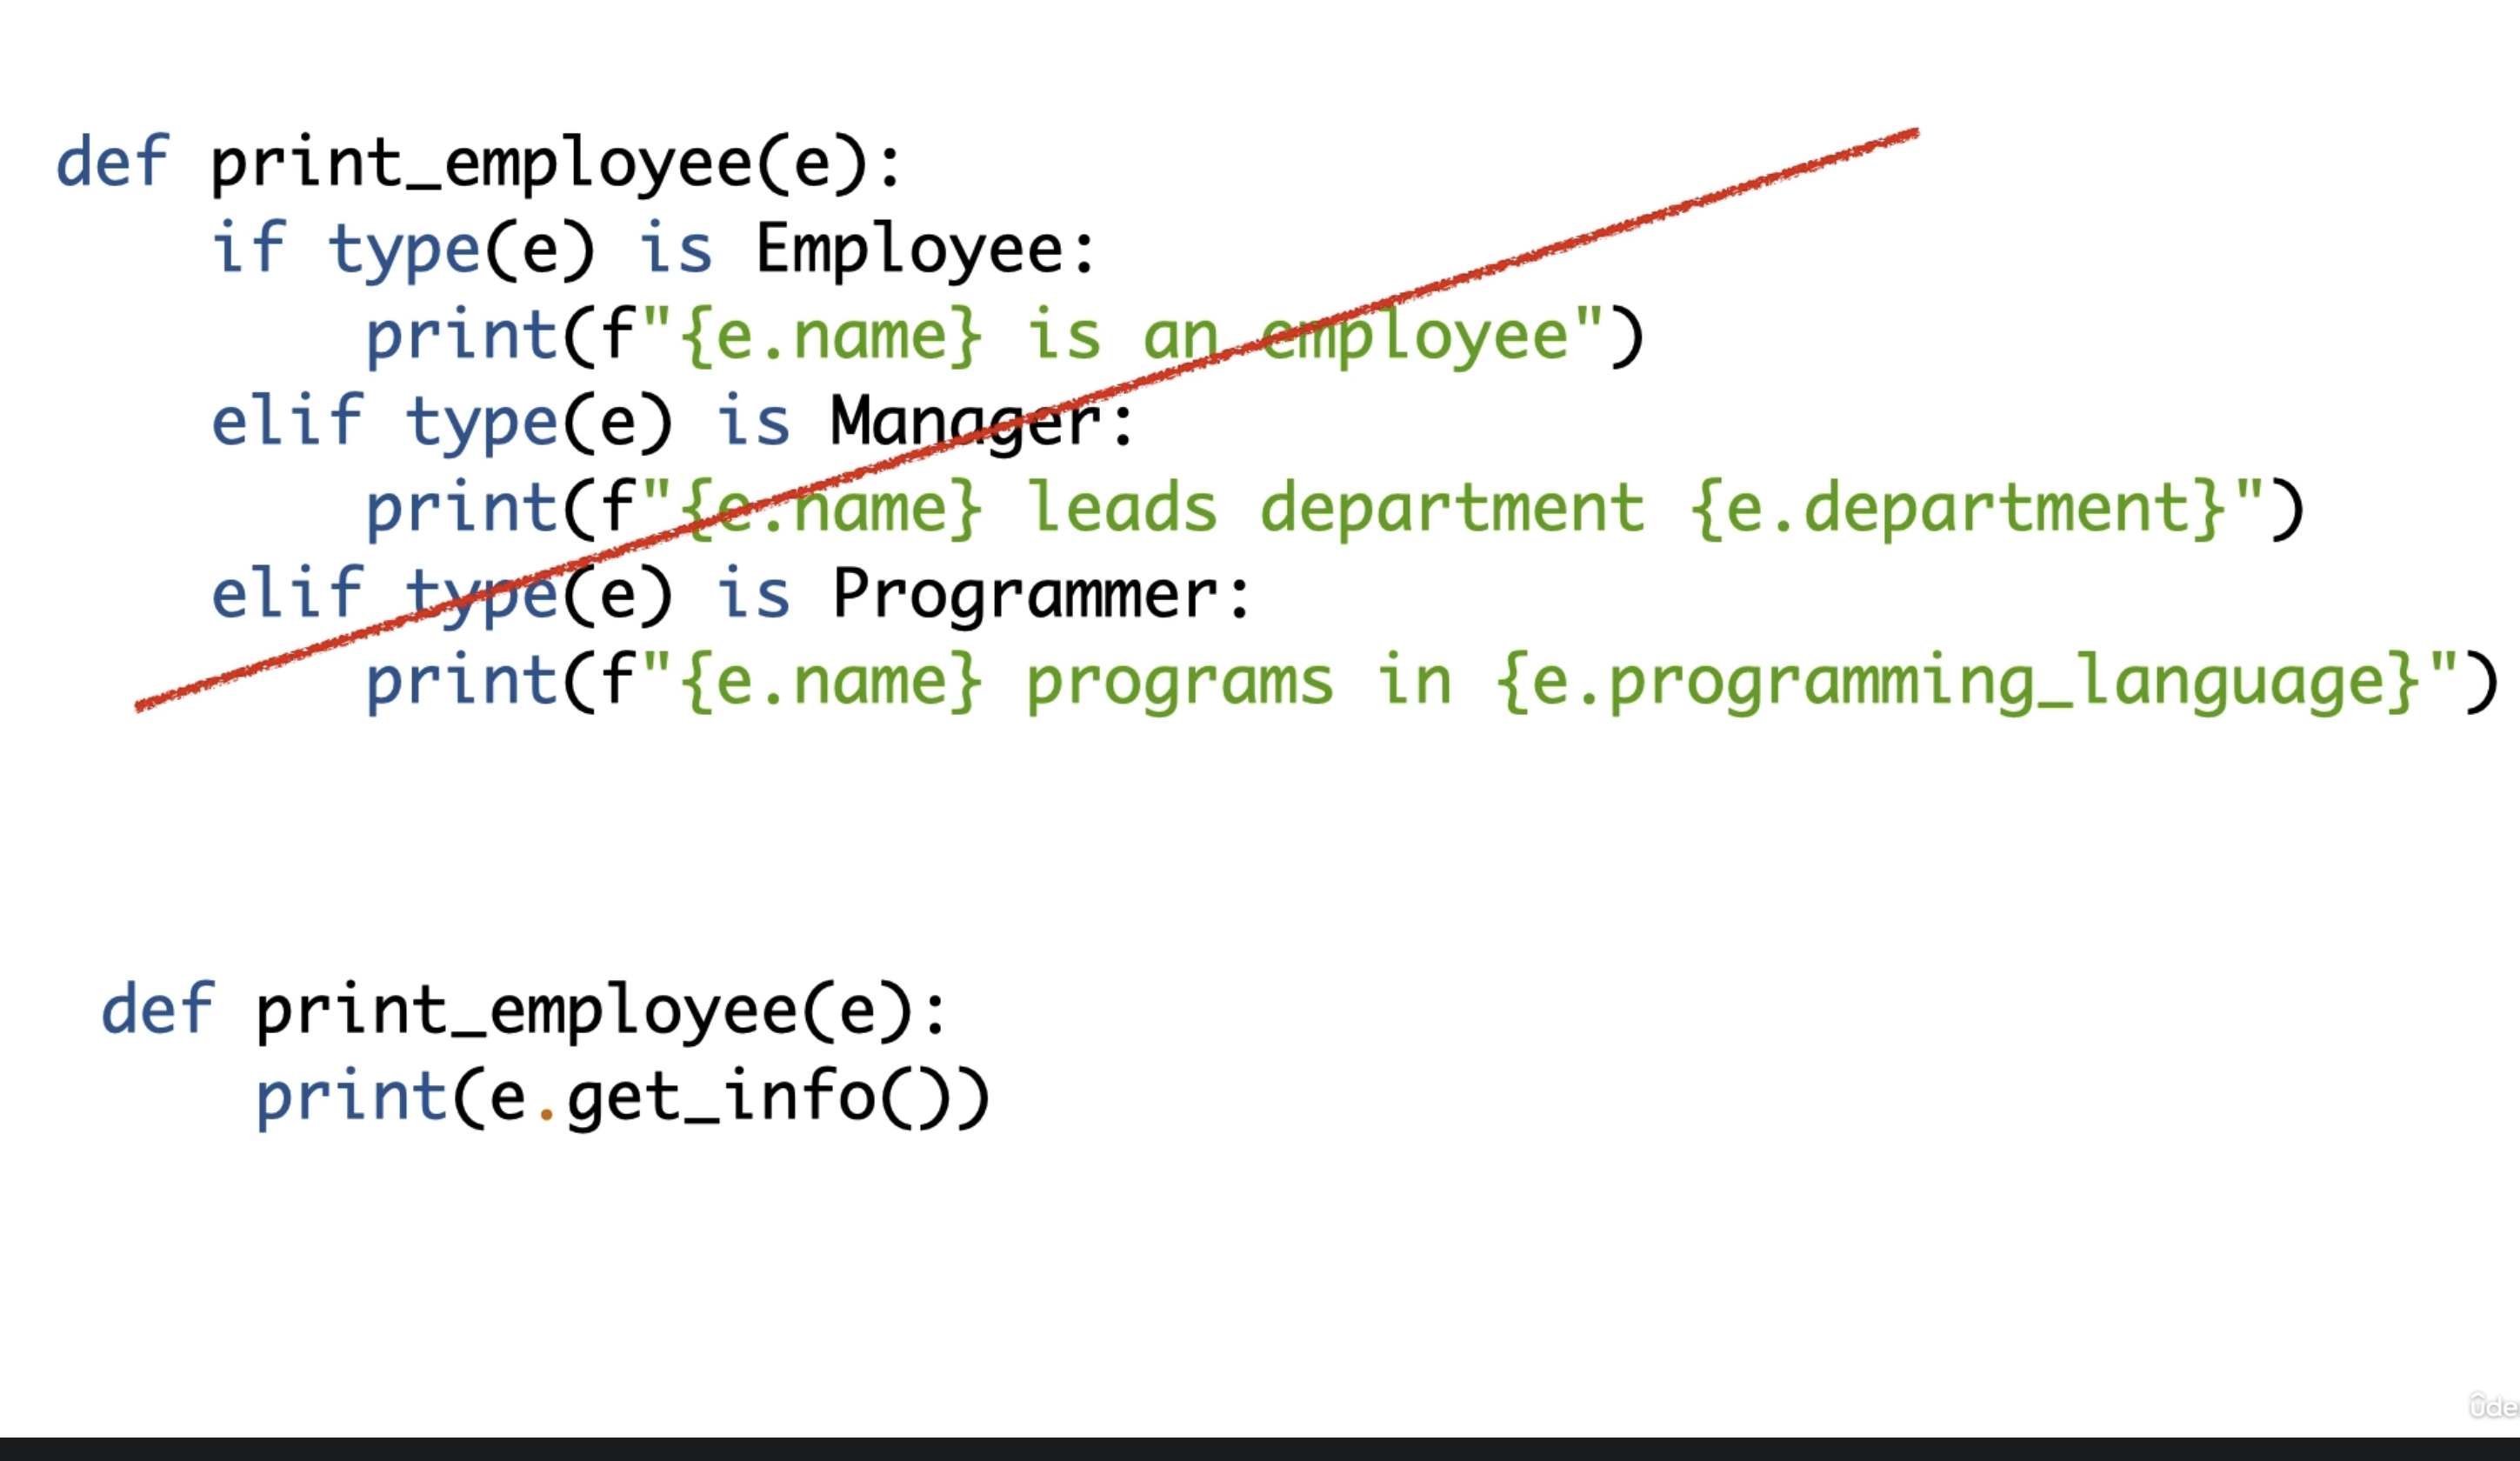 def print_employee(e):
    if type(e) is Employee:
        print(f"{e.name} is an employee")
    elif type(e) is Manager:
        print(f"{e.name} leads department {e.department}")
    elif type(e) is Programmer:
        print(f"{e.name} programs in {e.programming_language}")
def print_employee(e):
    print(e.get_info())